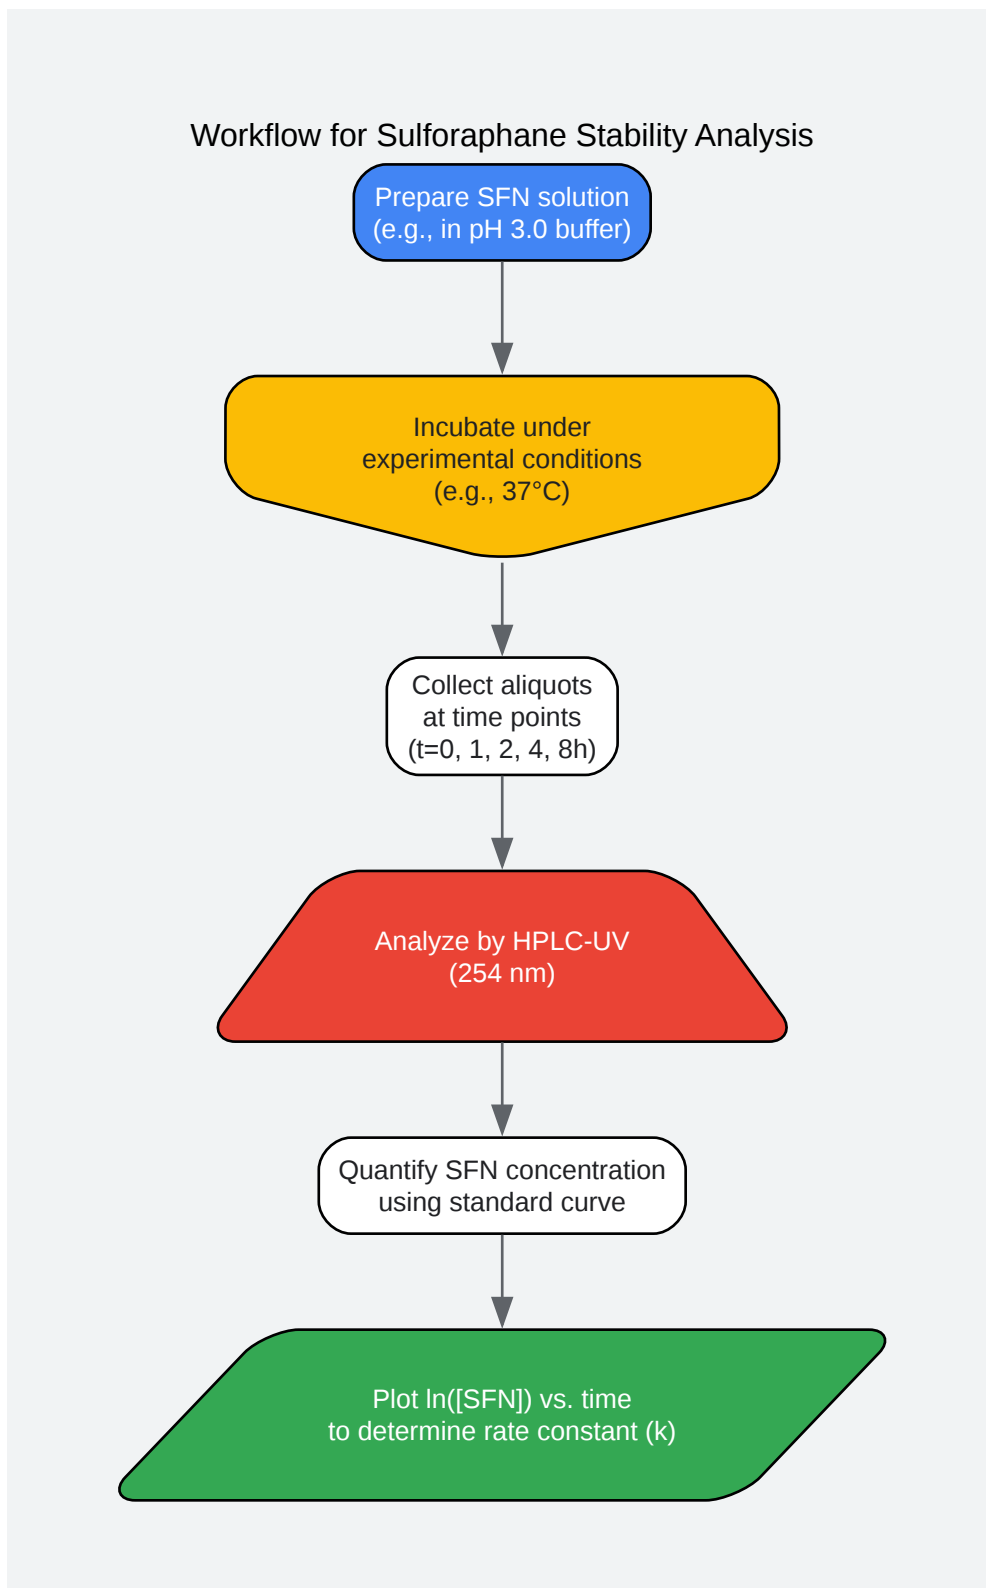 Workflow for Sulforaphane Stability Analysis
Prepare SFN solution
(e.g., in pH 3.0 buffer)
Incubate under
experimental conditions
(e.g., 37°C)
Collect aliquots
at time points
(t=0, 1, 2, 4, 8h)
Analyze by HPLC-UV
(254 nm)
Quantify SFN concentration
using standard curve
Plot ln([SFN]) vs. time
to determine rate constant (k)